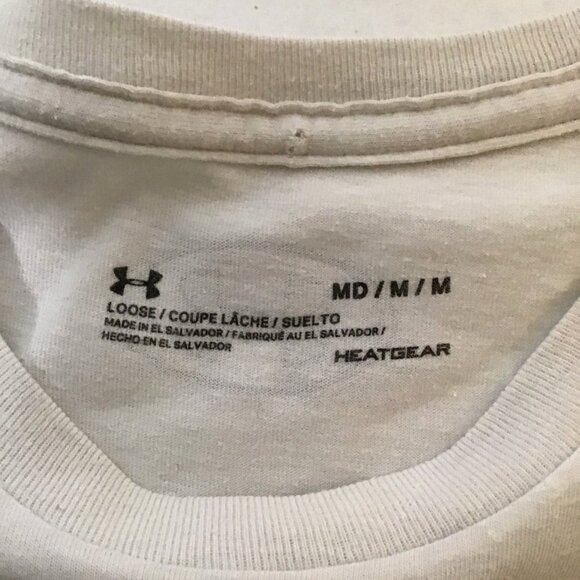 MD / M / M
LOOSE / COUPE LÂCHE / SUELTO
MADE IN EL SALVADOR / FABRIQUÉ AU EL SALVADOR /
HECHO EN EL SALVADOR
HEATGEAR